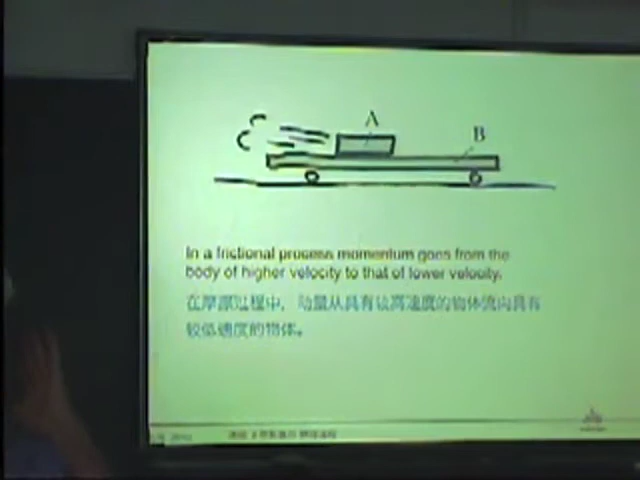 A
B
In a frictional process momentum goes from the
body of higher velocity to that of lower velocity.
在摩擦过程中，动量从具有较高速度的物体流向具有
较低速度的物体。